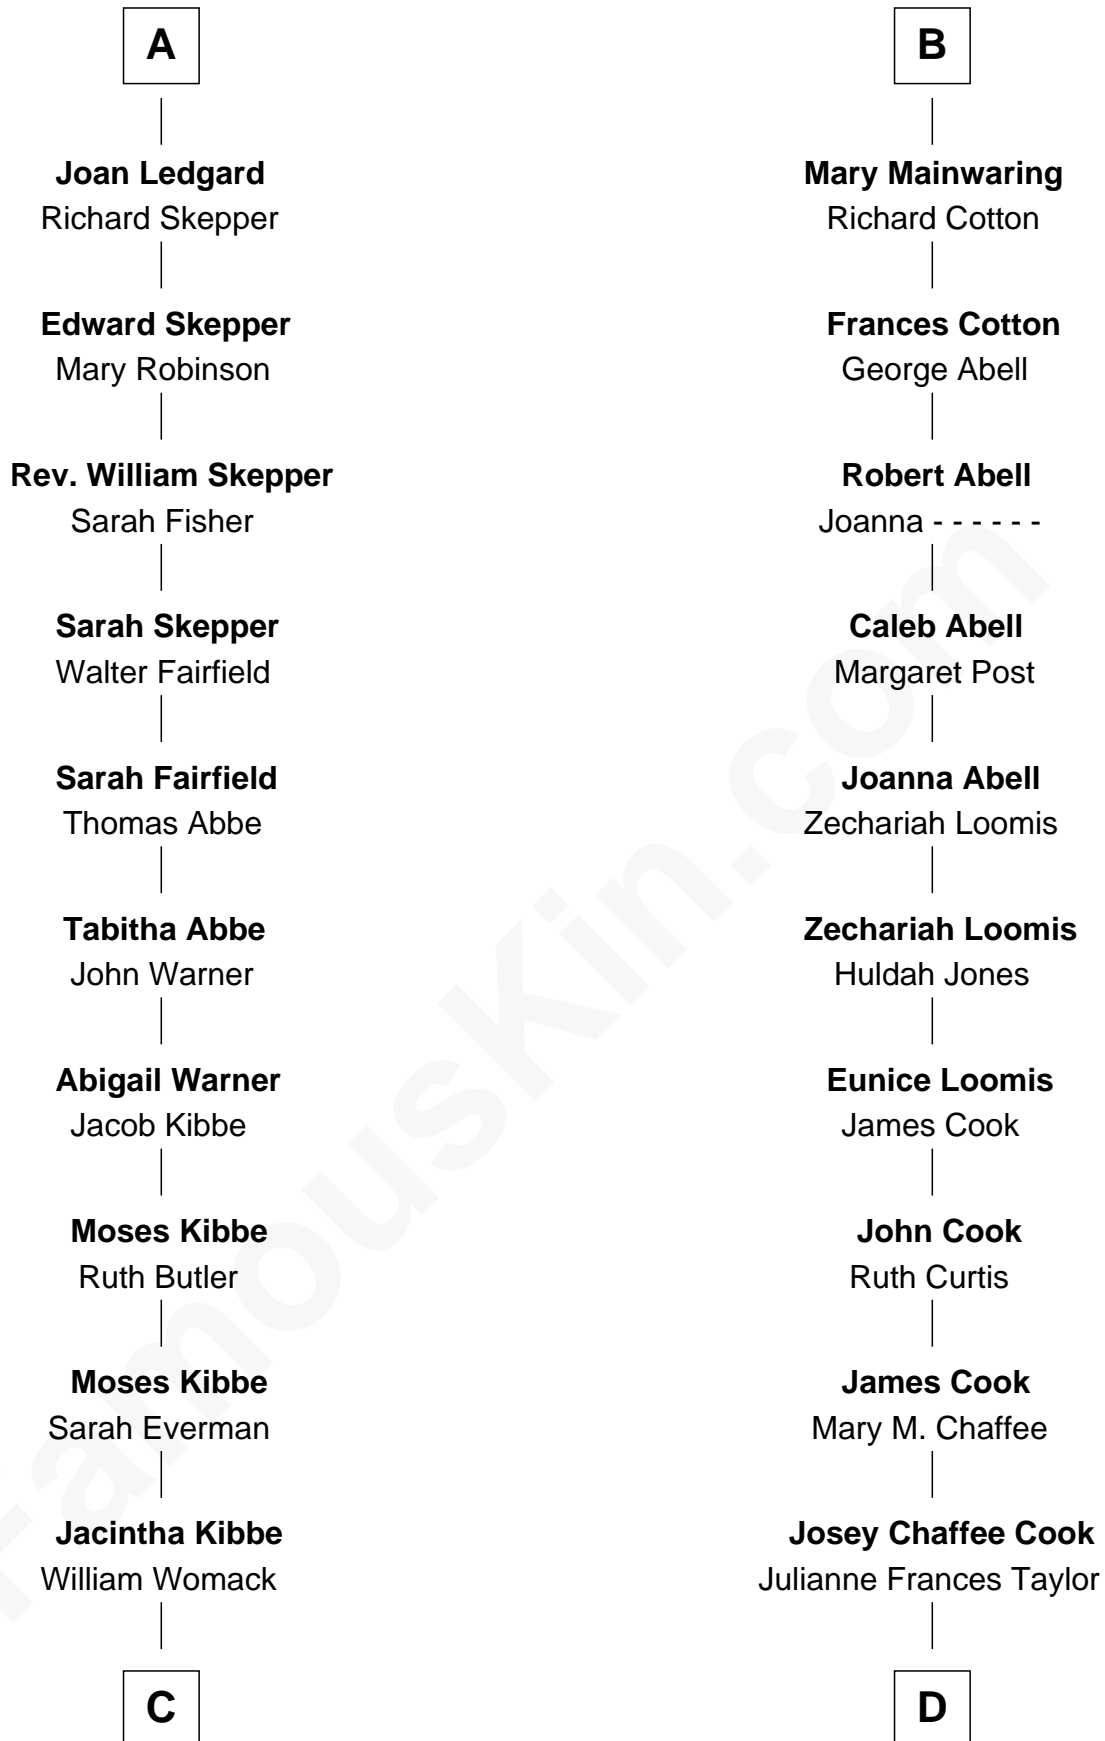 A
Joan Ledgard
Richard Skepper
Edward Skepper
Mary Robinson
Rev. William Skepper
Sarah Fisher
Sarah Skepper
Walter Fairfield
Sarah Fairfield
Thomas Abbe
Tabitha Abbe
John Warner
Abigail Warner
Jacob Kibbe
Moses Kibbe
Ruth Butler
Moses Kibbe
Sarah Everman
Jacintha Kibbe
William Womack
C
B
Mary Mainwaring
Richard Cotton
Frances Cotton
George Abell
Robert Abell
Joanna - - - - - -
Caleb Abell
Margaret Post
Joanna Abell
Zechariah Loomis
Zechariah Loomis
Huldah Jones
Eunice Loomis
James Cook
John Cook
Ruth Curtis
James Cook
Mary M. Chaffee
Josey Chaffee Cook
Julianne Frances Taylor
D
FamousKin.com